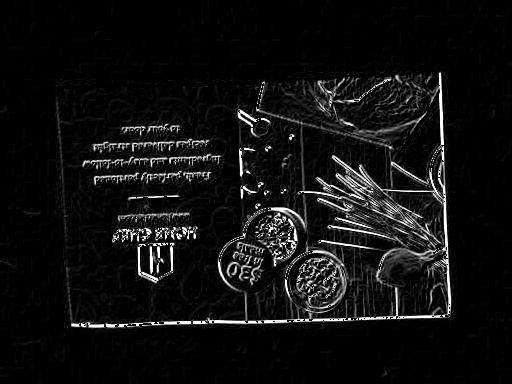 HOME CHEF
Fresh, perfectly portioned
ingredients and easy-to-follow
recipes delivered straight
to your door.
$30